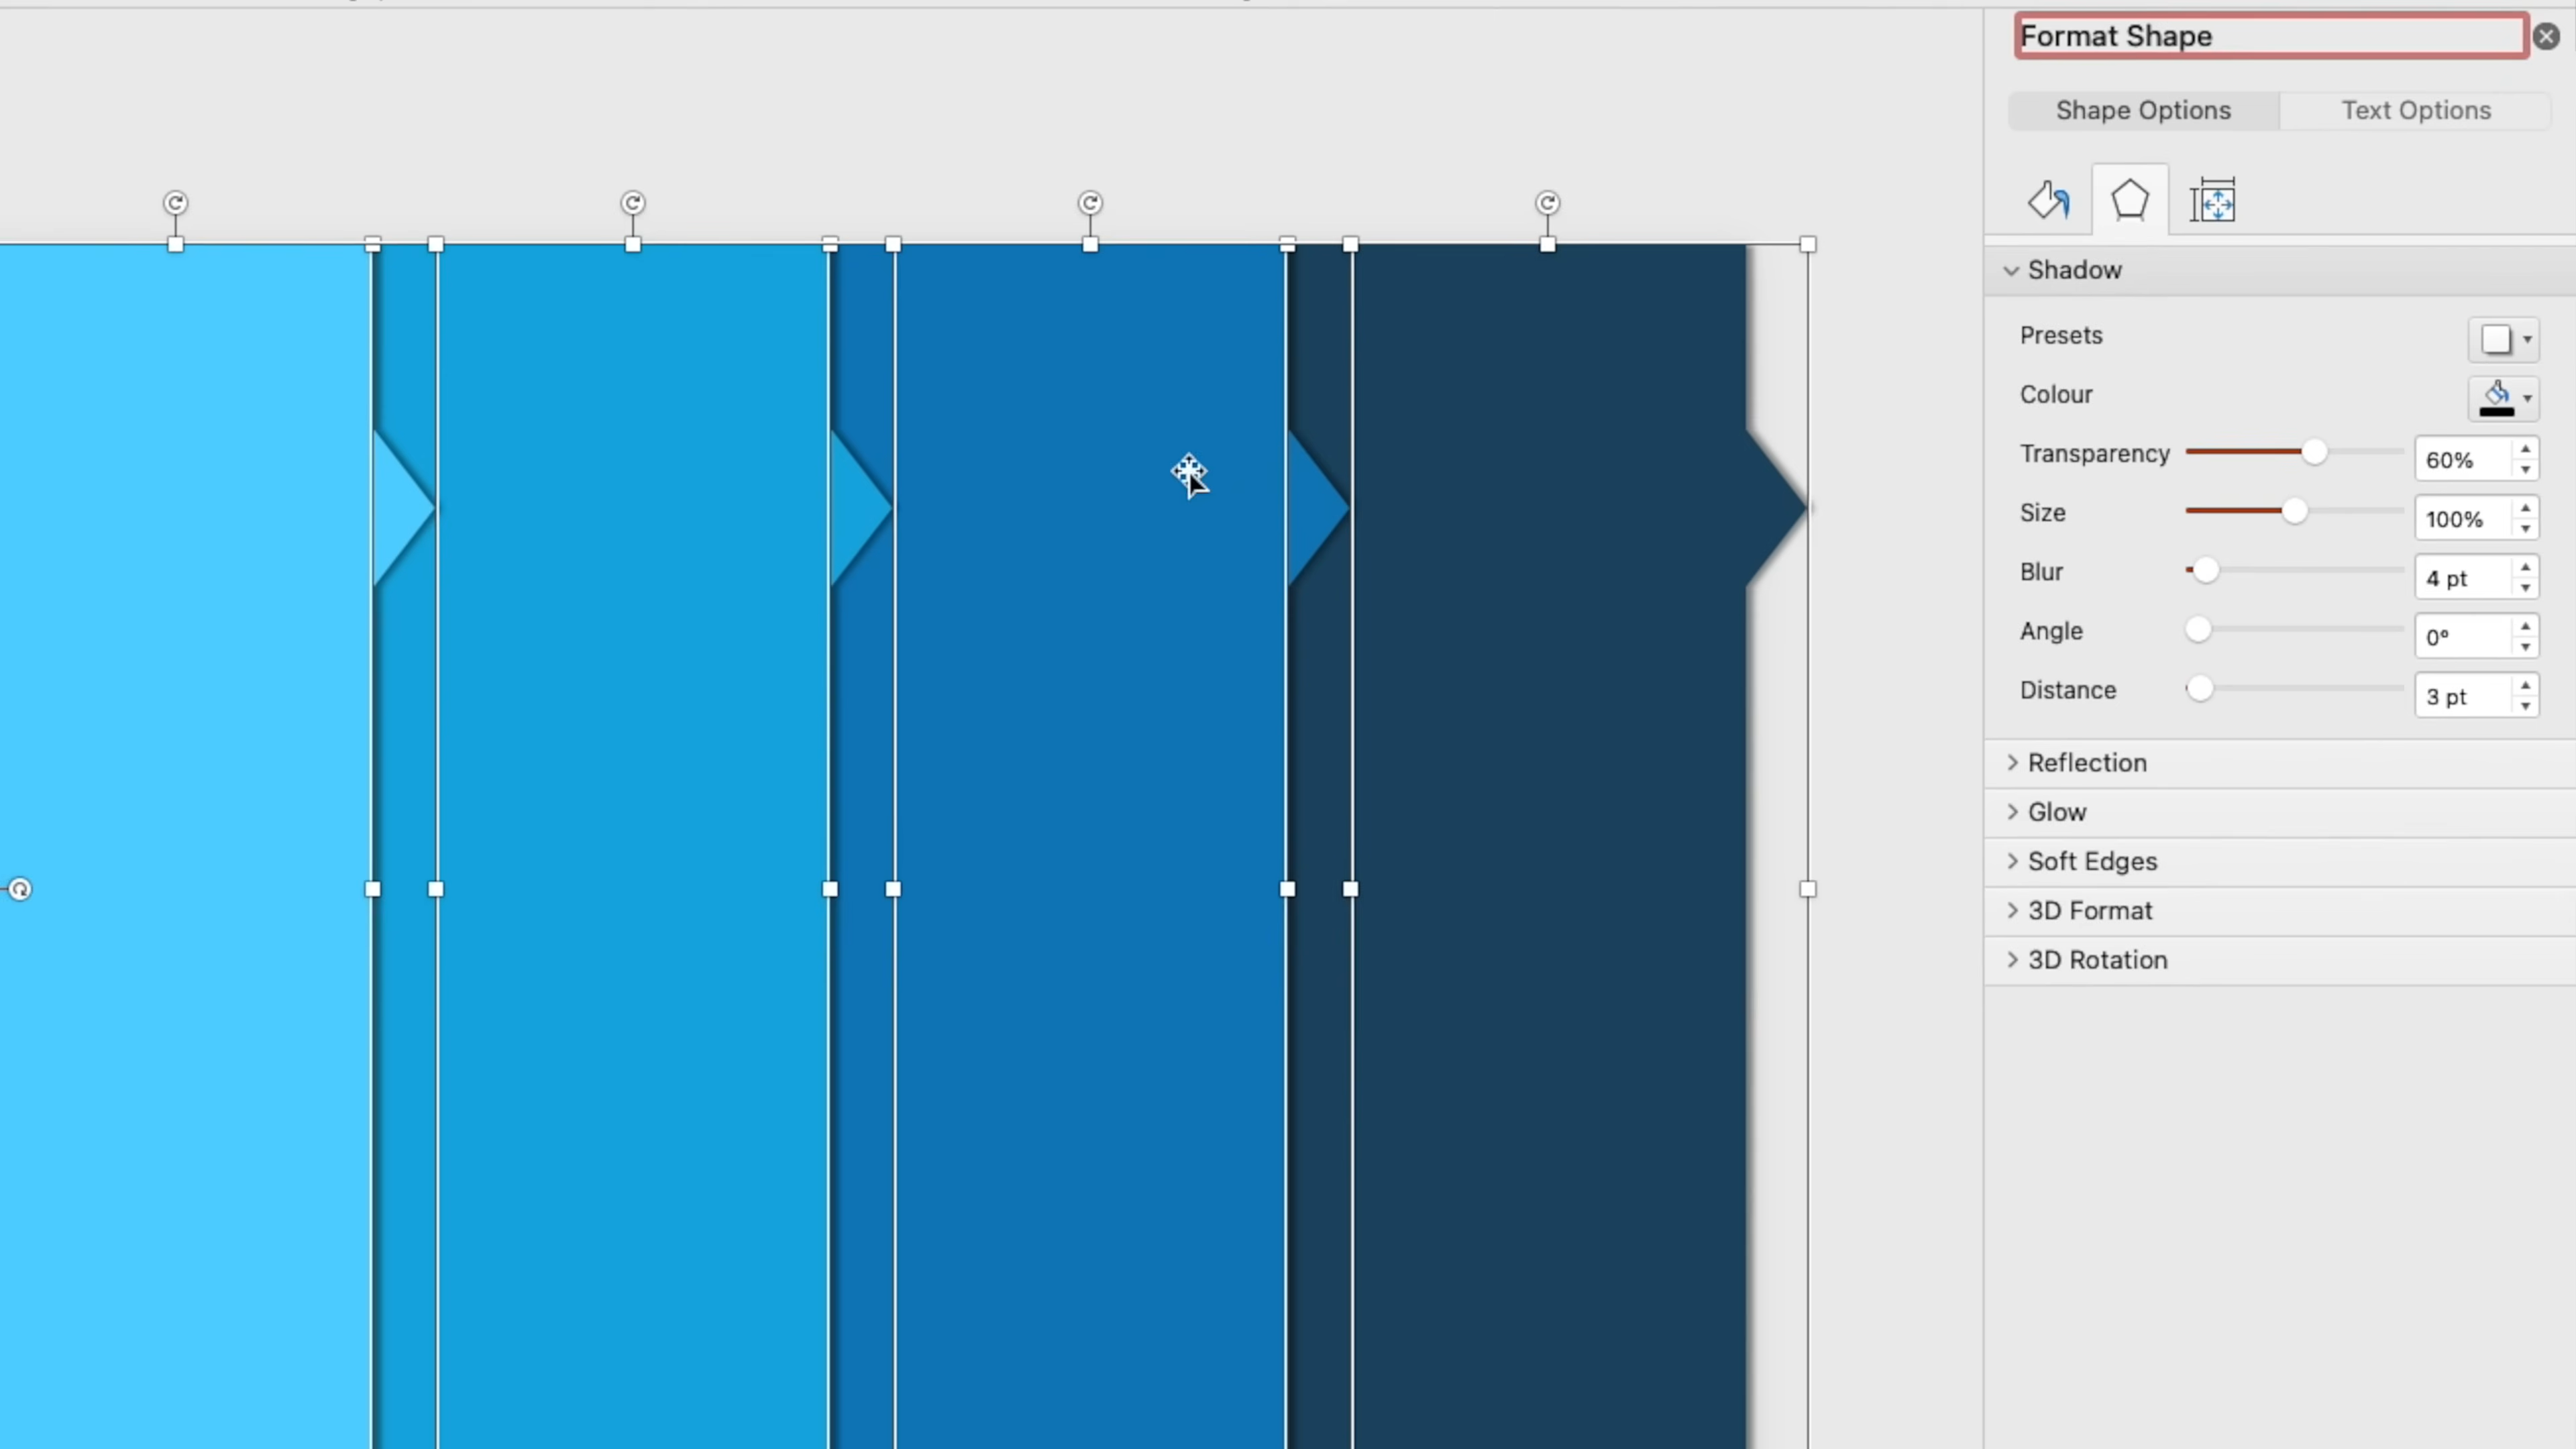 Format Shape
Shape Options Text Options
Shadow
Presets
Colour
Transparency 60%
Size 100%
Blur 4 pt
Angle 0°
Distance 3 pt
Reflection
Glow
Soft Edges
3D Format
3D Rotation